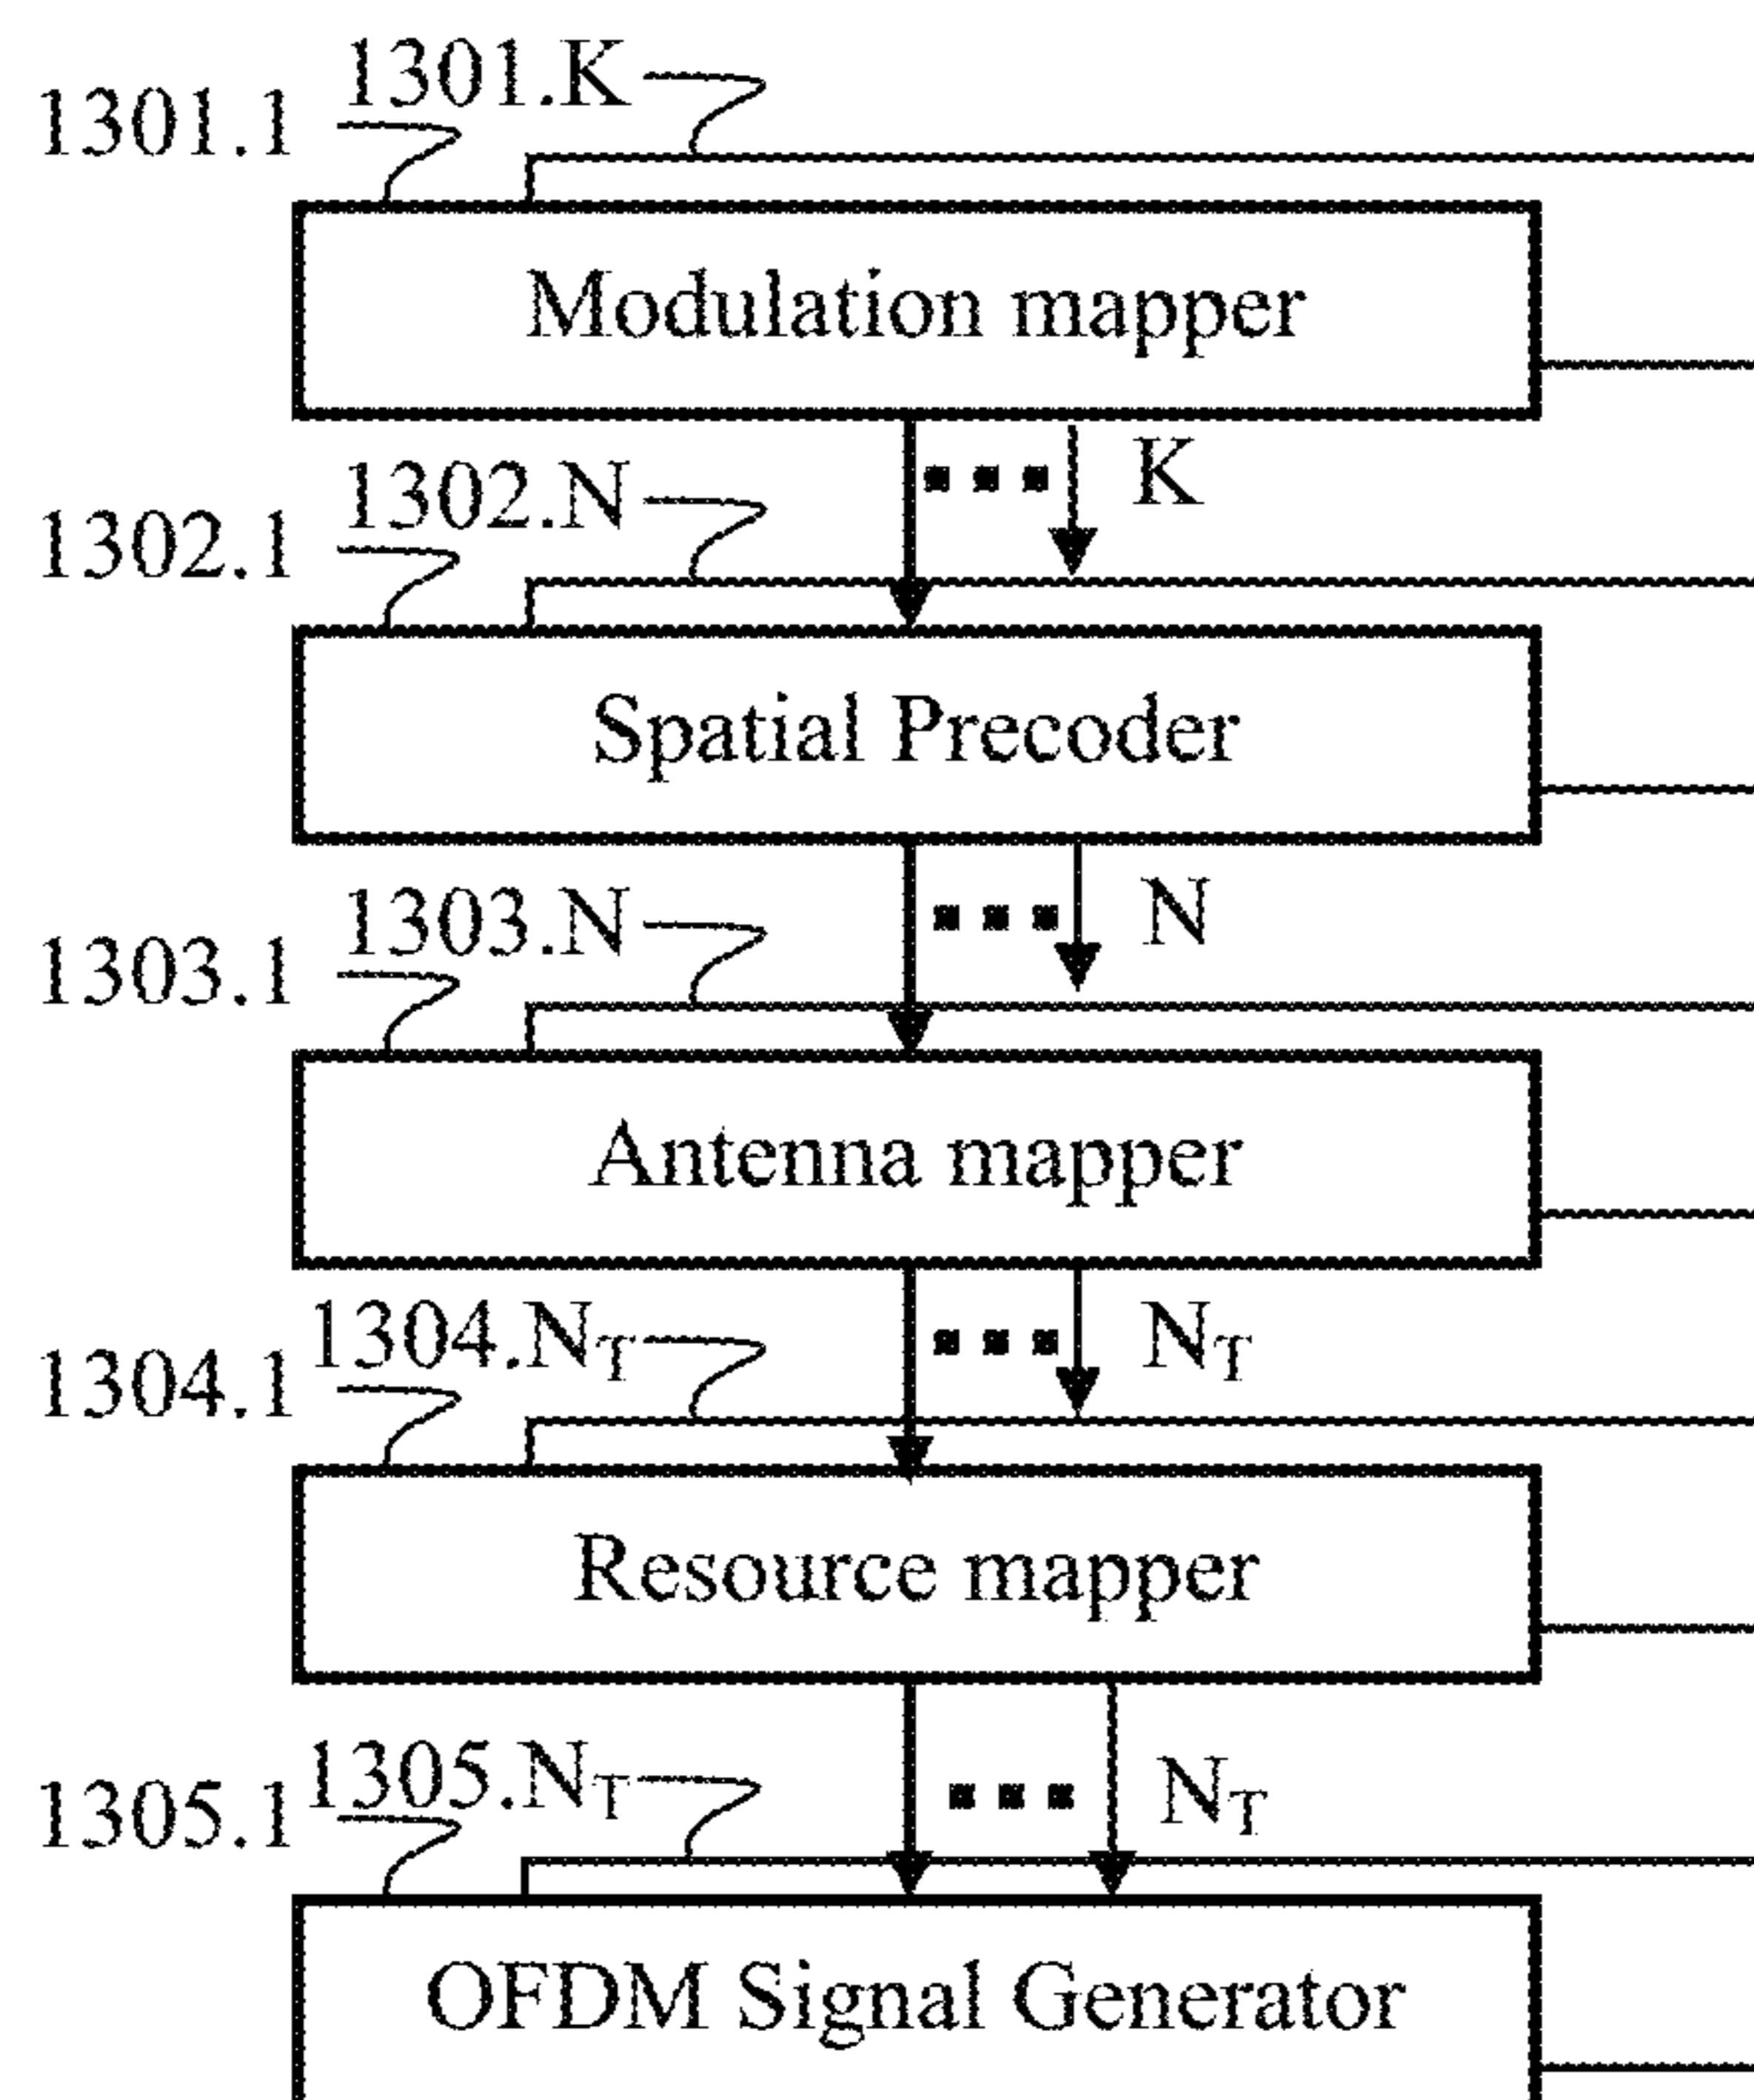 1301.1 1301.K
Modulation mapper
K
1302.1 1302.N
Spatial Precoder
N
1303.1 1303.N
Antenna mapper
N_T
1304.1 1304.N_T
Resource mapper
N_T
1305.1 1305.N_T
OFDM Signal Generator